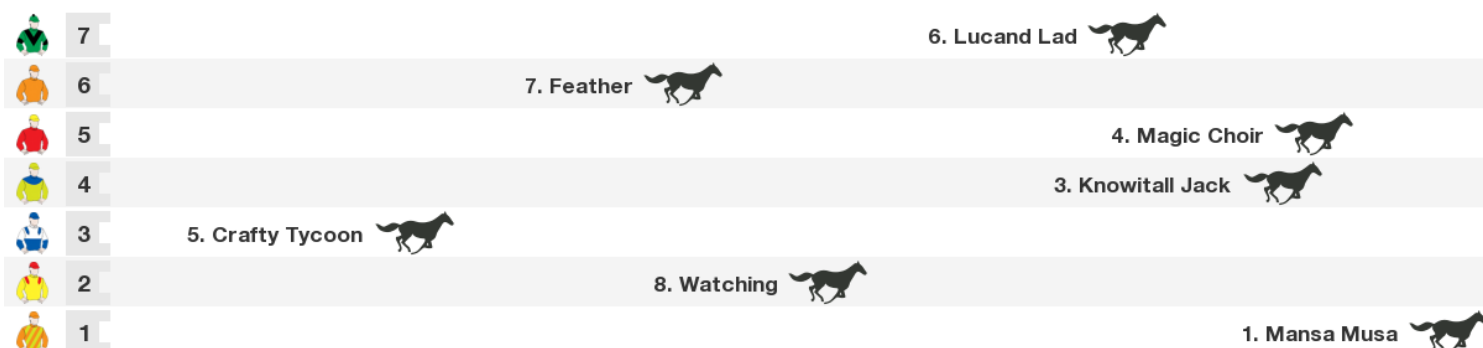 7 6. Lucand Lad
6 7. Feather
5 4. Magic Choir
4 3. Knowitall Jack
3 5. Crafty Tycoon
2 8. Watching
1 1. Mansa Musa